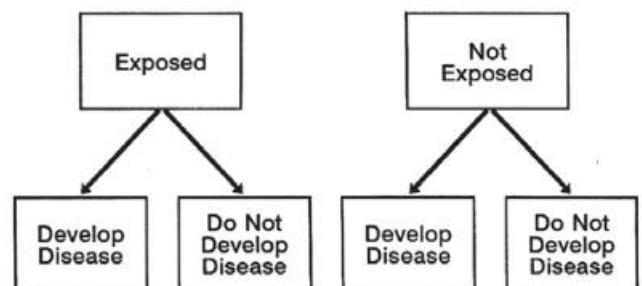 Exposed
Not
Exposed
Develop
Disease
Do Not
Develop
Disease
Develop
Disease
Do Not
Develop
Disease